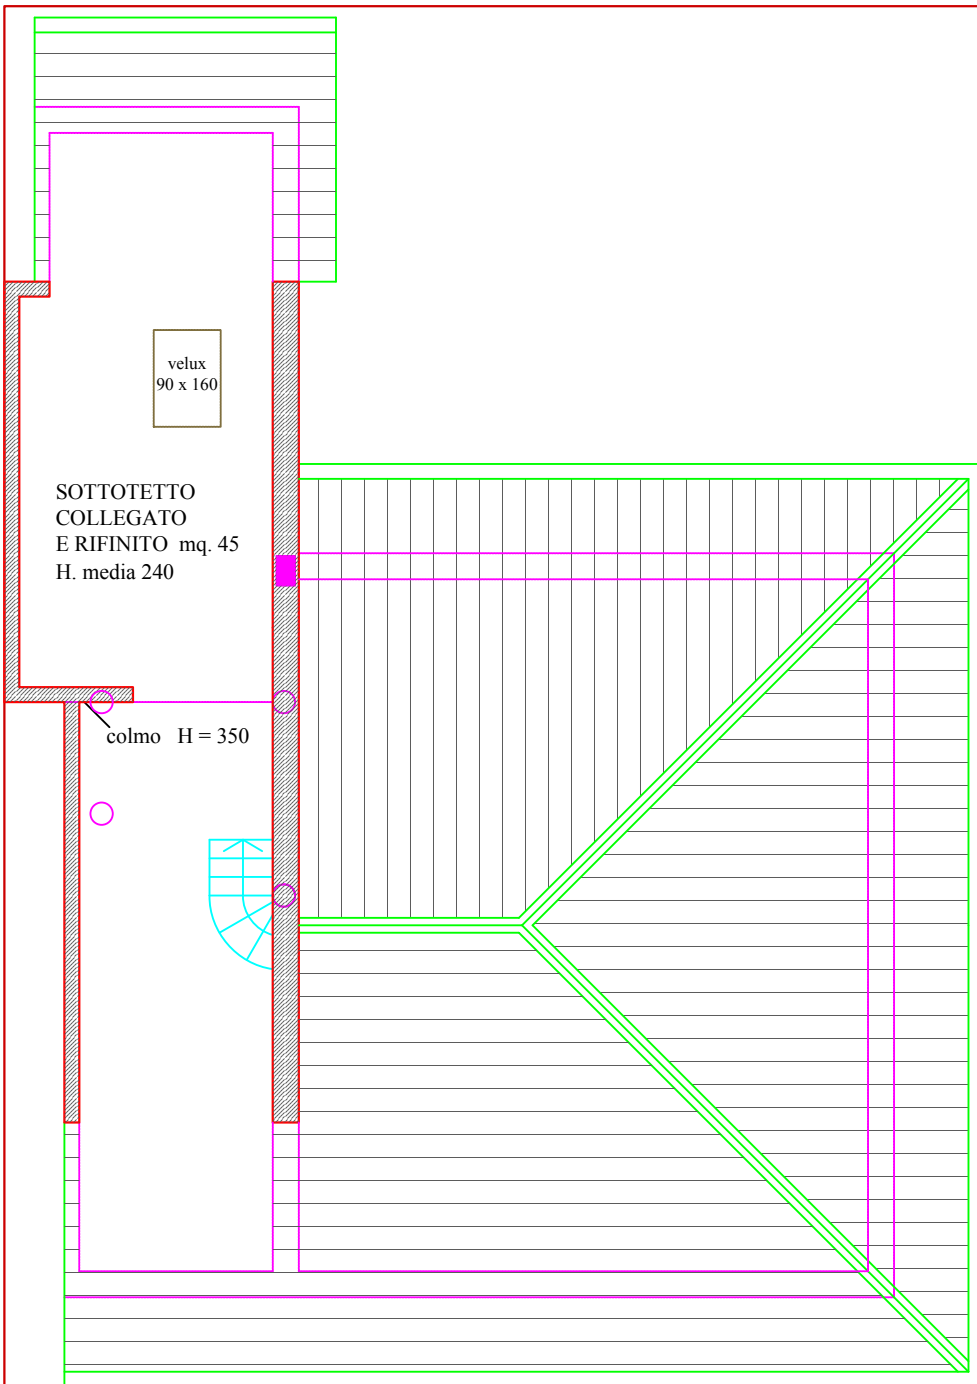 velux
90 x 160
SOTTOTETTO
COLLEGATO
E RIFINITO mq. 45
H. media 240
colmo H = 350